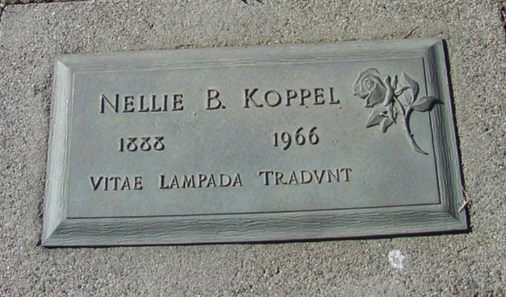 NELLIE B. KOPPEL
1888 1966
VITAE LAMPADA TRADVNT